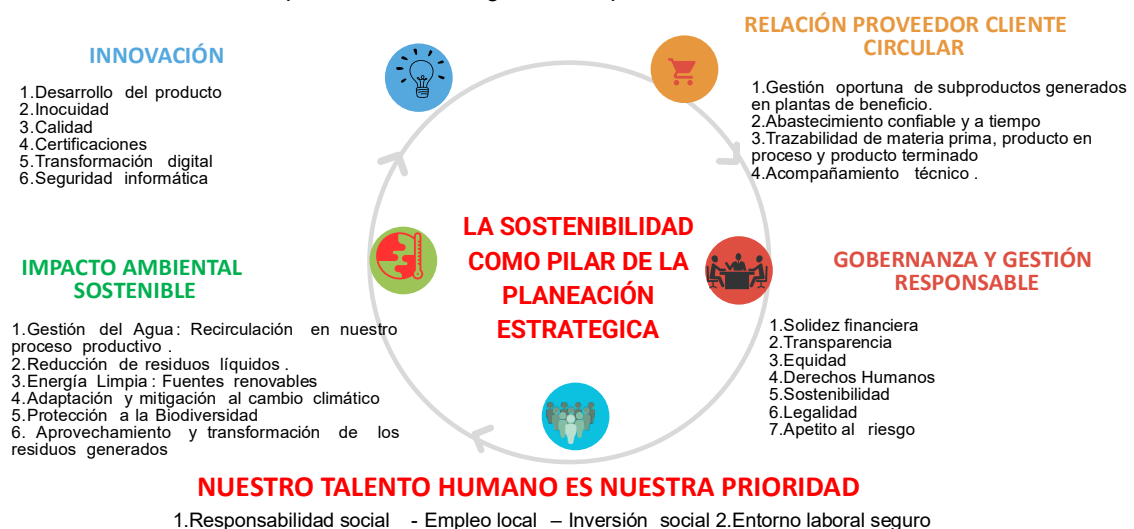 INNOVACIÓN
1.Desarrollo del producto
2.Inocuidad
3.Calidad
4.Certificaciones
5.Transformación digital
6.Seguridad informática
RELACIÓN PROVEEDOR CLIENTE
CIRCULAR
1.Gestión oportuna de subproductos generados
en plantas de beneficio.
2.Abastecimiento confiable y a tiempo
3.Trazabilidad de materia prima, producto en
proceso y producto terminado
4.Acompañamiento técnico .
LA SOSTENIBILIDAD
COMO PILAR DE LA
PLANEACIÓN
ESTRATEGICA
IMPACTO AMBIENTAL
SOSTENIBLE
1.Gestión del Agua: Recirculación en nuestro
proceso productivo .
2.Reducción de residuos líquidos .
3.Energía Limpia : Fuentes renovables
4.Adaptación y mitigación al cambio climático
5.Protección a la Biodiversidad
6. Aprovechamiento y transformación de los
residuos generados
GOBERNANZA Y GESTIÓN
RESPONSABLE
1.Solidez financiera
2.Transparencia
3.Equidad
4.Derechos Humanos
5.Sostenibilidad
6.Legalidad
7.Apetito al riesgo
NUESTRO TALENTO HUMANO ES NUESTRA PRIORIDAD
1.Responsabilidad social - Empleo local – Inversión social 2.Entorno laboral seguro